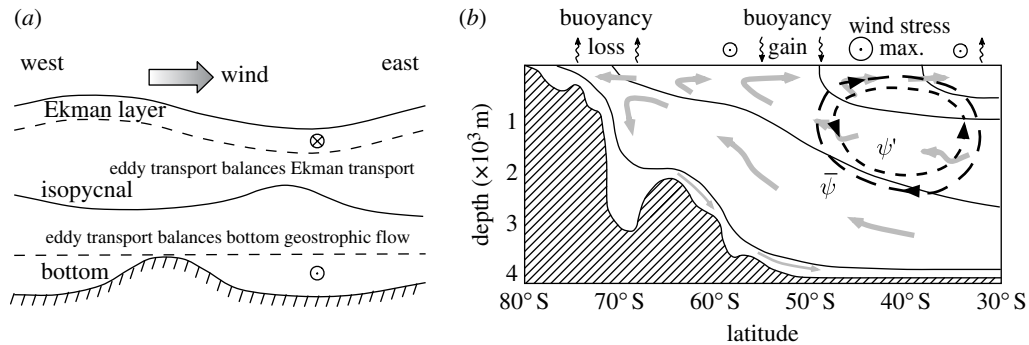 (a)
west
wind
east
Ekman layer
eddy transport balances Ekman transport
isopycnal
eddy transport balances bottom geostrophic flow
bottom
(b)
buoyancy
loss
buoyancy
gain
wind stress
max.
ψ'
ψ̅
depth (×10³ m)
1
2
3
4
80° S 70° S 60° S 50° S 40° S 30° S
latitude